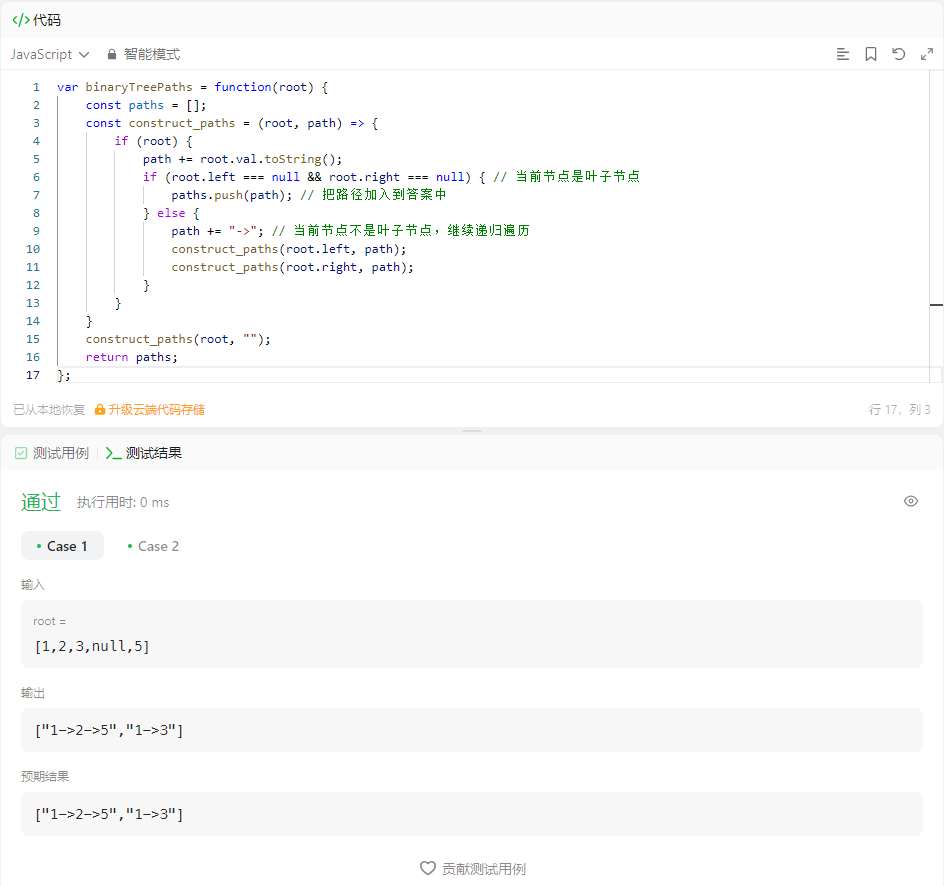 </> 代码
JavaScript 智能模式
1 var binaryTreePaths = function(root) {
2     const paths = [];
3     const construct_paths = (root, path) => {
4         if (root) {
5             path += root.val.toString();
6             if (root.left === null && root.right === null) { // 当前节点是叶子节点
7                 paths.push(path); // 把路径加入到答案中
8             } else {
9                 path += "->"; // 当前节点不是叶子节点，继续递归遍历
10                 construct_paths(root.left, path);
11                 construct_paths(root.right, path);
12             }
13         }
14     }
15     construct_paths(root, "");
16     return paths;
17 };
已从本地恢复 升级云端代码存储 行 17, 列 3
测试用例 >_ 测试结果
通过 执行用时: 0 ms
• Case 1 • Case 2
输入
root =
[1,2,3,null,5]
输出
["1->2->5","1->3"]
预期结果
["1->2->5","1->3"]
贡献测试用例